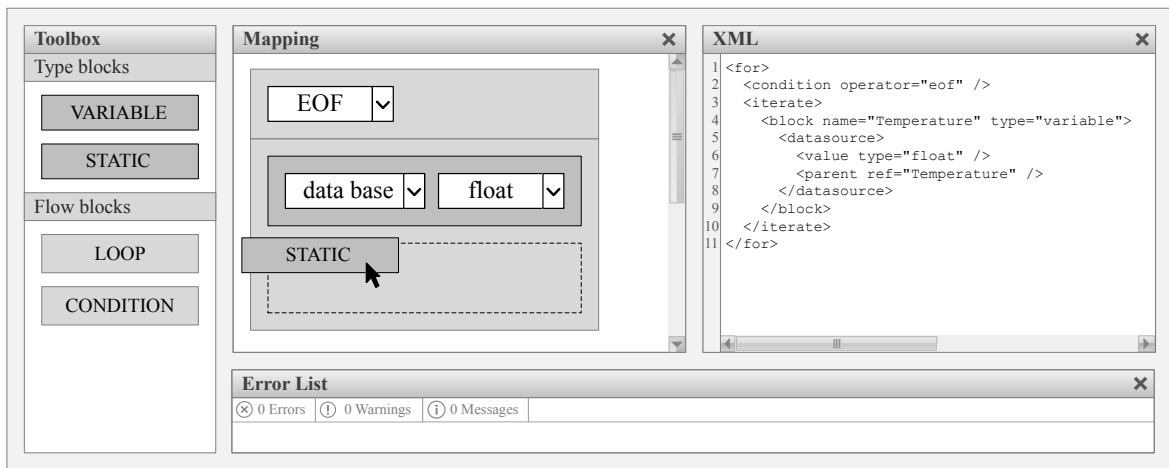 Toolbox
Type blocks
VARIABLE
STATIC
Flow blocks
LOOP
CONDITION
Mapping
EOF
data base float
STATIC
XML
1 <for>
2   <condition operator="eof" />
3   <iterate>
4     <block name="Temperature" type="variable">
5       <datasource>
6         <value type="float" />
7         <parent ref="Temperature" />
8       </datasource>
9     </block>
10   </iterate>
11 </for>
Error List
0 Errors 0 Warnings 0 Messages